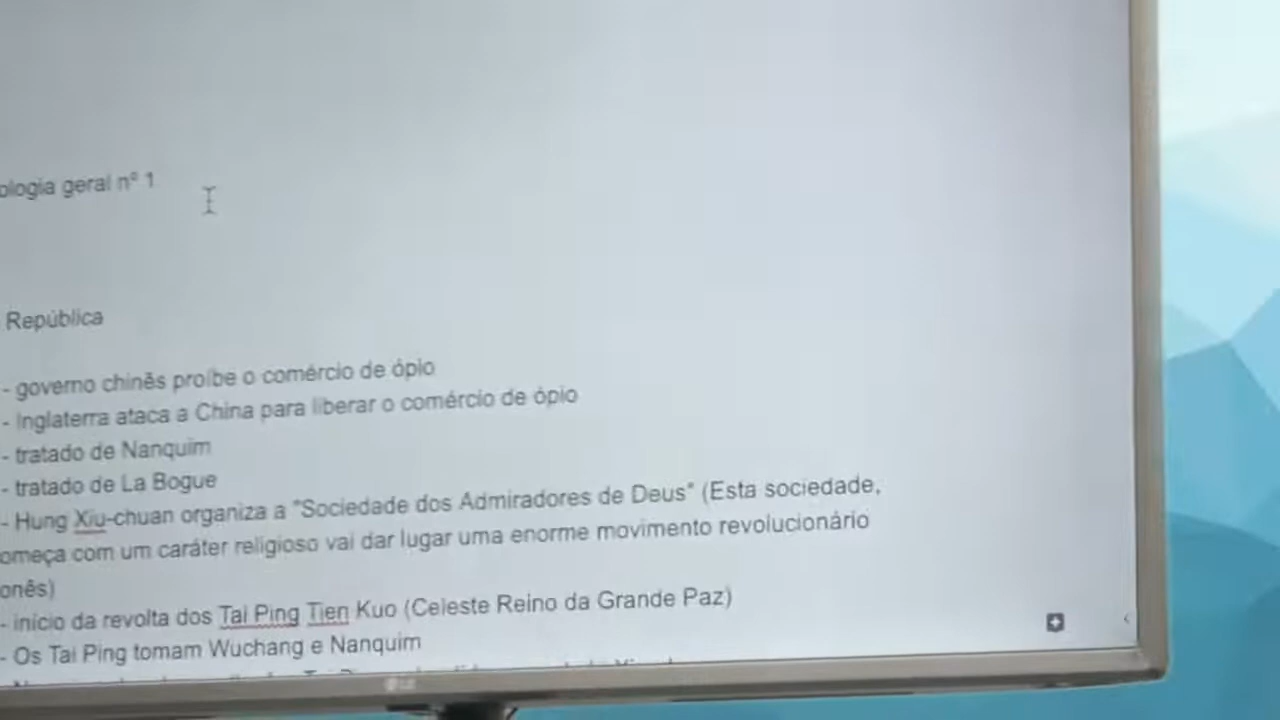 ologia geral nº 1
República
- governo chinês proíbe o comércio de ópio
- Inglaterra ataca a China para liberar o comércio de ópio
- tratado de Nanquim
- tratado de La Bogue
- Hung Xiu-chuan organiza a "Sociedade dos Admiradores de Deus" (Esta sociedade,
omeça com um caráter religioso vai dar lugar uma enorme movimento revolucionário
onês)
- início da revolta dos Tai Ping Tien Kuo (Celeste Reino da Grande Paz)
- Os Tai Ping tomam Wuchang e Nanquim